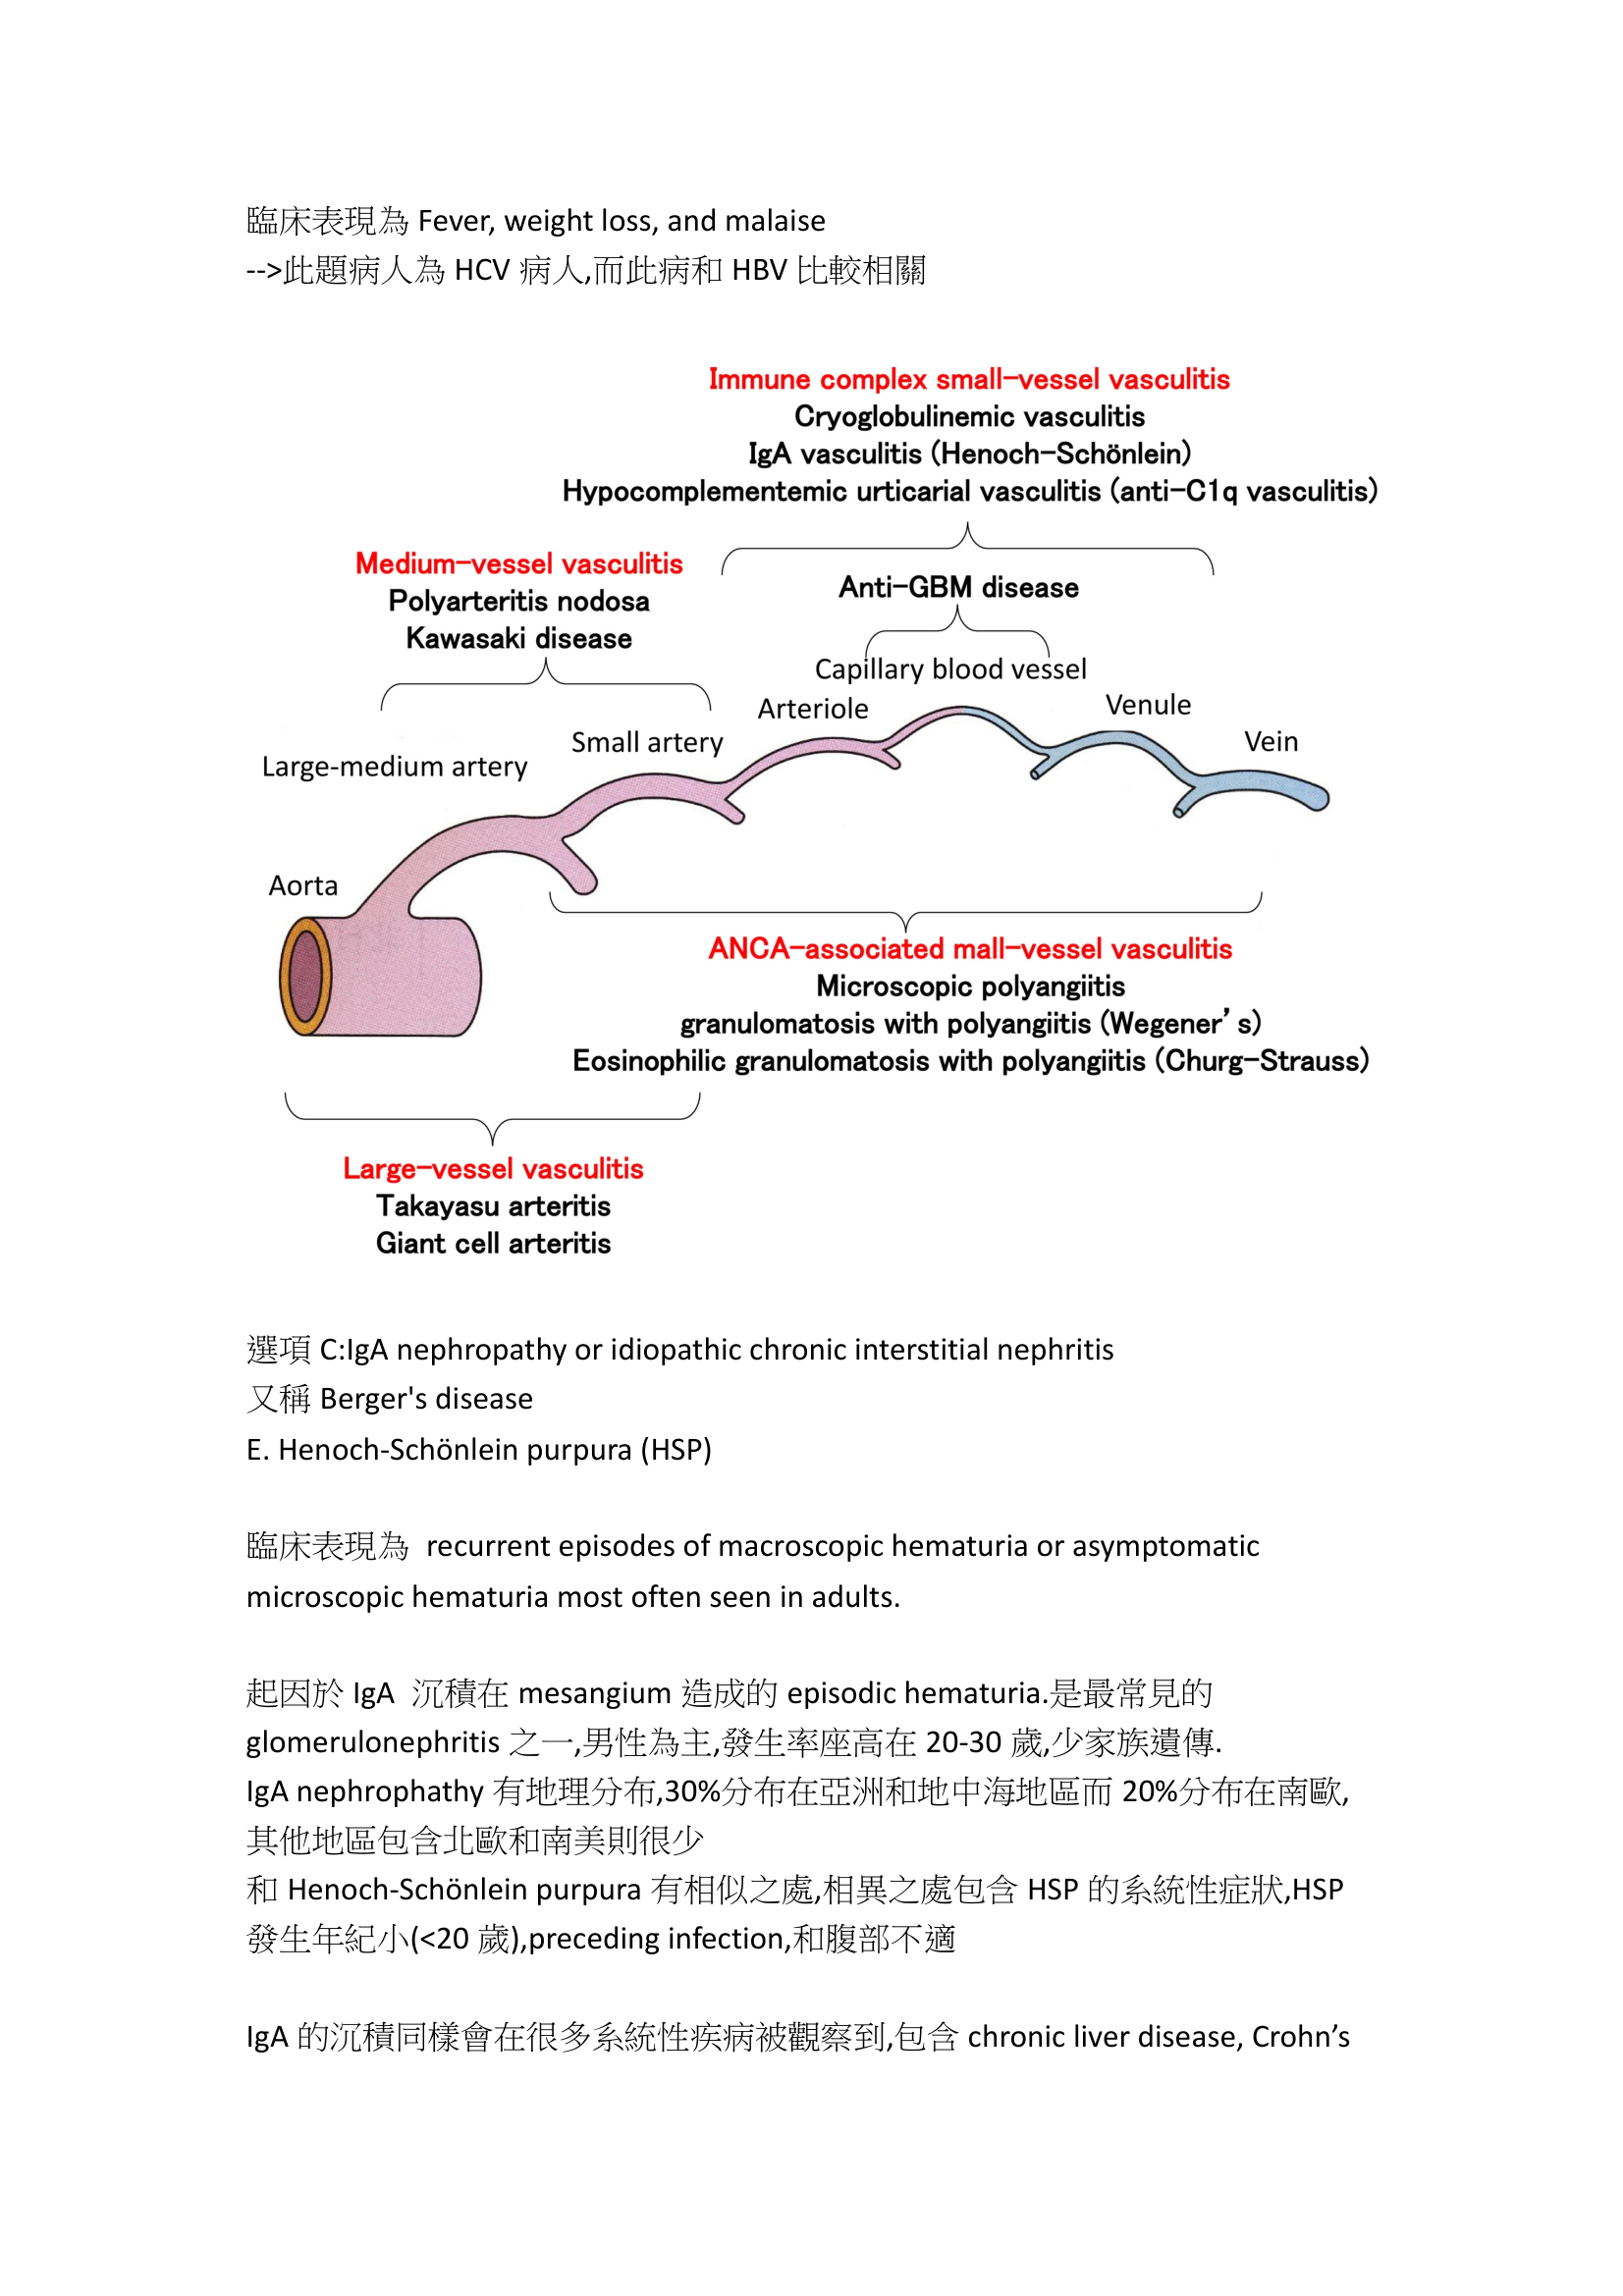 臨床表現為 Fever, weight loss, and malaise
-->此題病人為 HCV 病人,而此病和 HBV 比較相關
Immune complex small-vessel vasculitis
Cryoglobulinemic vasculitis
IgA vasculitis (Henoch-Schönlein)
Hypocomplementemic urticarial vasculitis (anti-C1q vasculitis)
Medium-vessel vasculitis
Polyarteritis nodosa
Kawasaki disease
Anti-GBM disease
Capillary blood vessel
Arteriole
Venule
Small artery
Vein
Large-medium artery
Aorta
ANCA-associated mall-vessel vasculitis
Microscopic polyangiitis
granulomatosis with polyangiitis (Wegener’s)
Eosinophilic granulomatosis with polyangiitis (Churg-Strauss)
Large-vessel vasculitis
Takayasu arteritis
Giant cell arteritis
選項 C:IgA nephropathy or idiopathic chronic interstitial nephritis
又稱 Berger's disease
E. Henoch-Schönlein purpura (HSP)
臨床表現為 recurrent episodes of macroscopic hematuria or asymptomatic
microscopic hematuria most often seen in adults.
起因於 IgA 沉積在 mesangium 造成的 episodic hematuria.是最常見的
glomerulonephritis 之一,男性為主,發生率座高在 20-30 歲,少家族遺傳.
IgA nephrophathy 有地理分布,30%分布在亞洲和地中海地區而 20%分布在南歐,
其他地區包含北歐和南美則很少
和 Henoch-Schönlein purpura 有相似之處,相異之處包含 HSP 的系統性症狀,HSP
發生年紀小(<20 歲),preceding infection,和腹部不適
IgA 的沉積同樣會在很多系統性疾病被觀察到,包含 chronic liver disease, Crohn’s